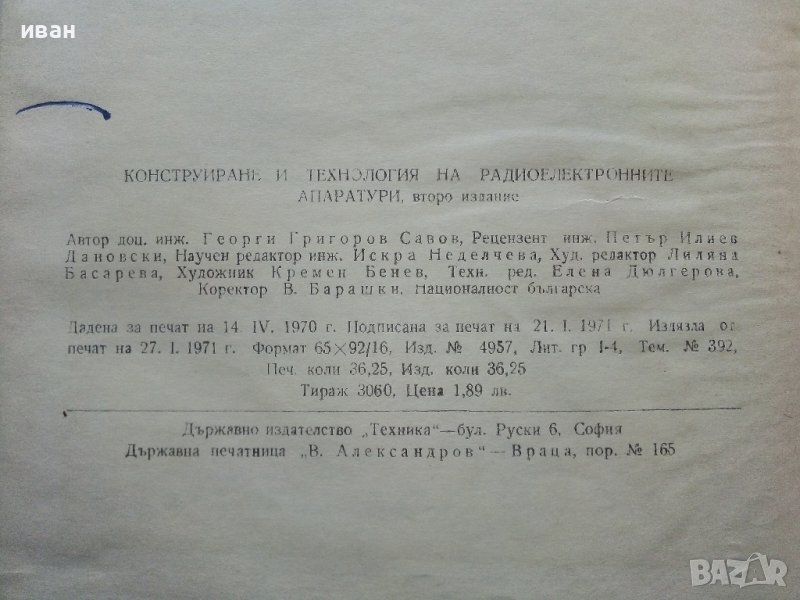 иван
КОНСТРУИРАНЕ И ТЕХНОЛОГИЯ НА РАДИОЕЛЕКТРОННИТЕ
АПАРАТУРИ, второ издание
Автор доц. инж. Георги Григоров Савов, Рецензент инж. Петър Илиев
Дановски, Научен редактор инж. Искра Неделчева, Худ. редактор Лиляна
Басарева, Художник Кремен Бенев, Техн. ред. Елена Дюлгерова,
Коректор В. Барашки, Националност българска
Дадена за печат на 14. IV. 1970 г. Подписана за печат на 21. I. 1971 г. Излязла от
печат на 27. I. 1971 г. Формат 65×92/16, Изд. № 4957, Лит. гр I-4, Тем. № 392,
Печ. коли 36,25, Изд. коли 36,25
Тираж 3060, Цена 1,89 лв.
Държавно издателство „Техника“—бул. Руски 6, София
Държавна печатница „В. Александров“—Враца, пор. № 165
BAZAR